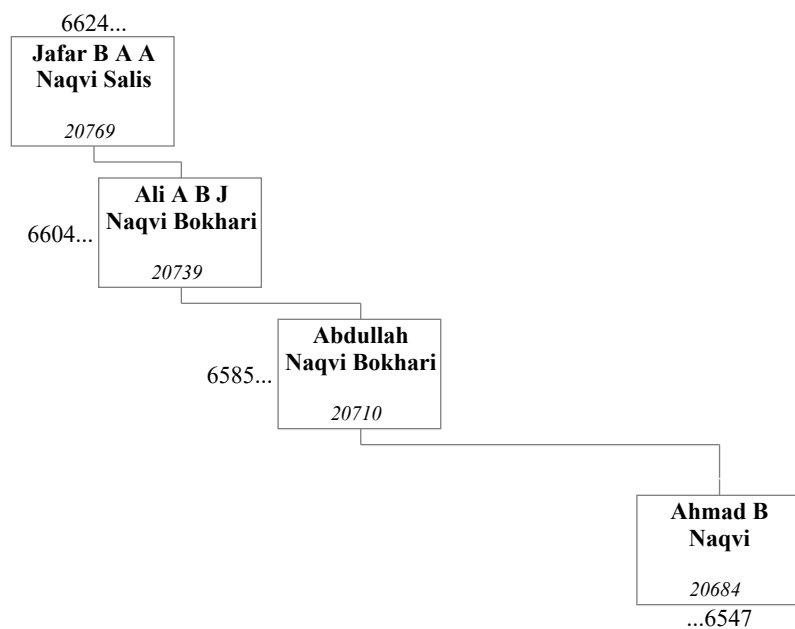 6624...
Jafar B A A
Naqvi Salis
20769
Ali A B J
Naqvi Bokhari
6604...
20739
Abdullah
Naqvi Bokhari
6585...
20710
Ahmad B
Naqvi
20684
...6547